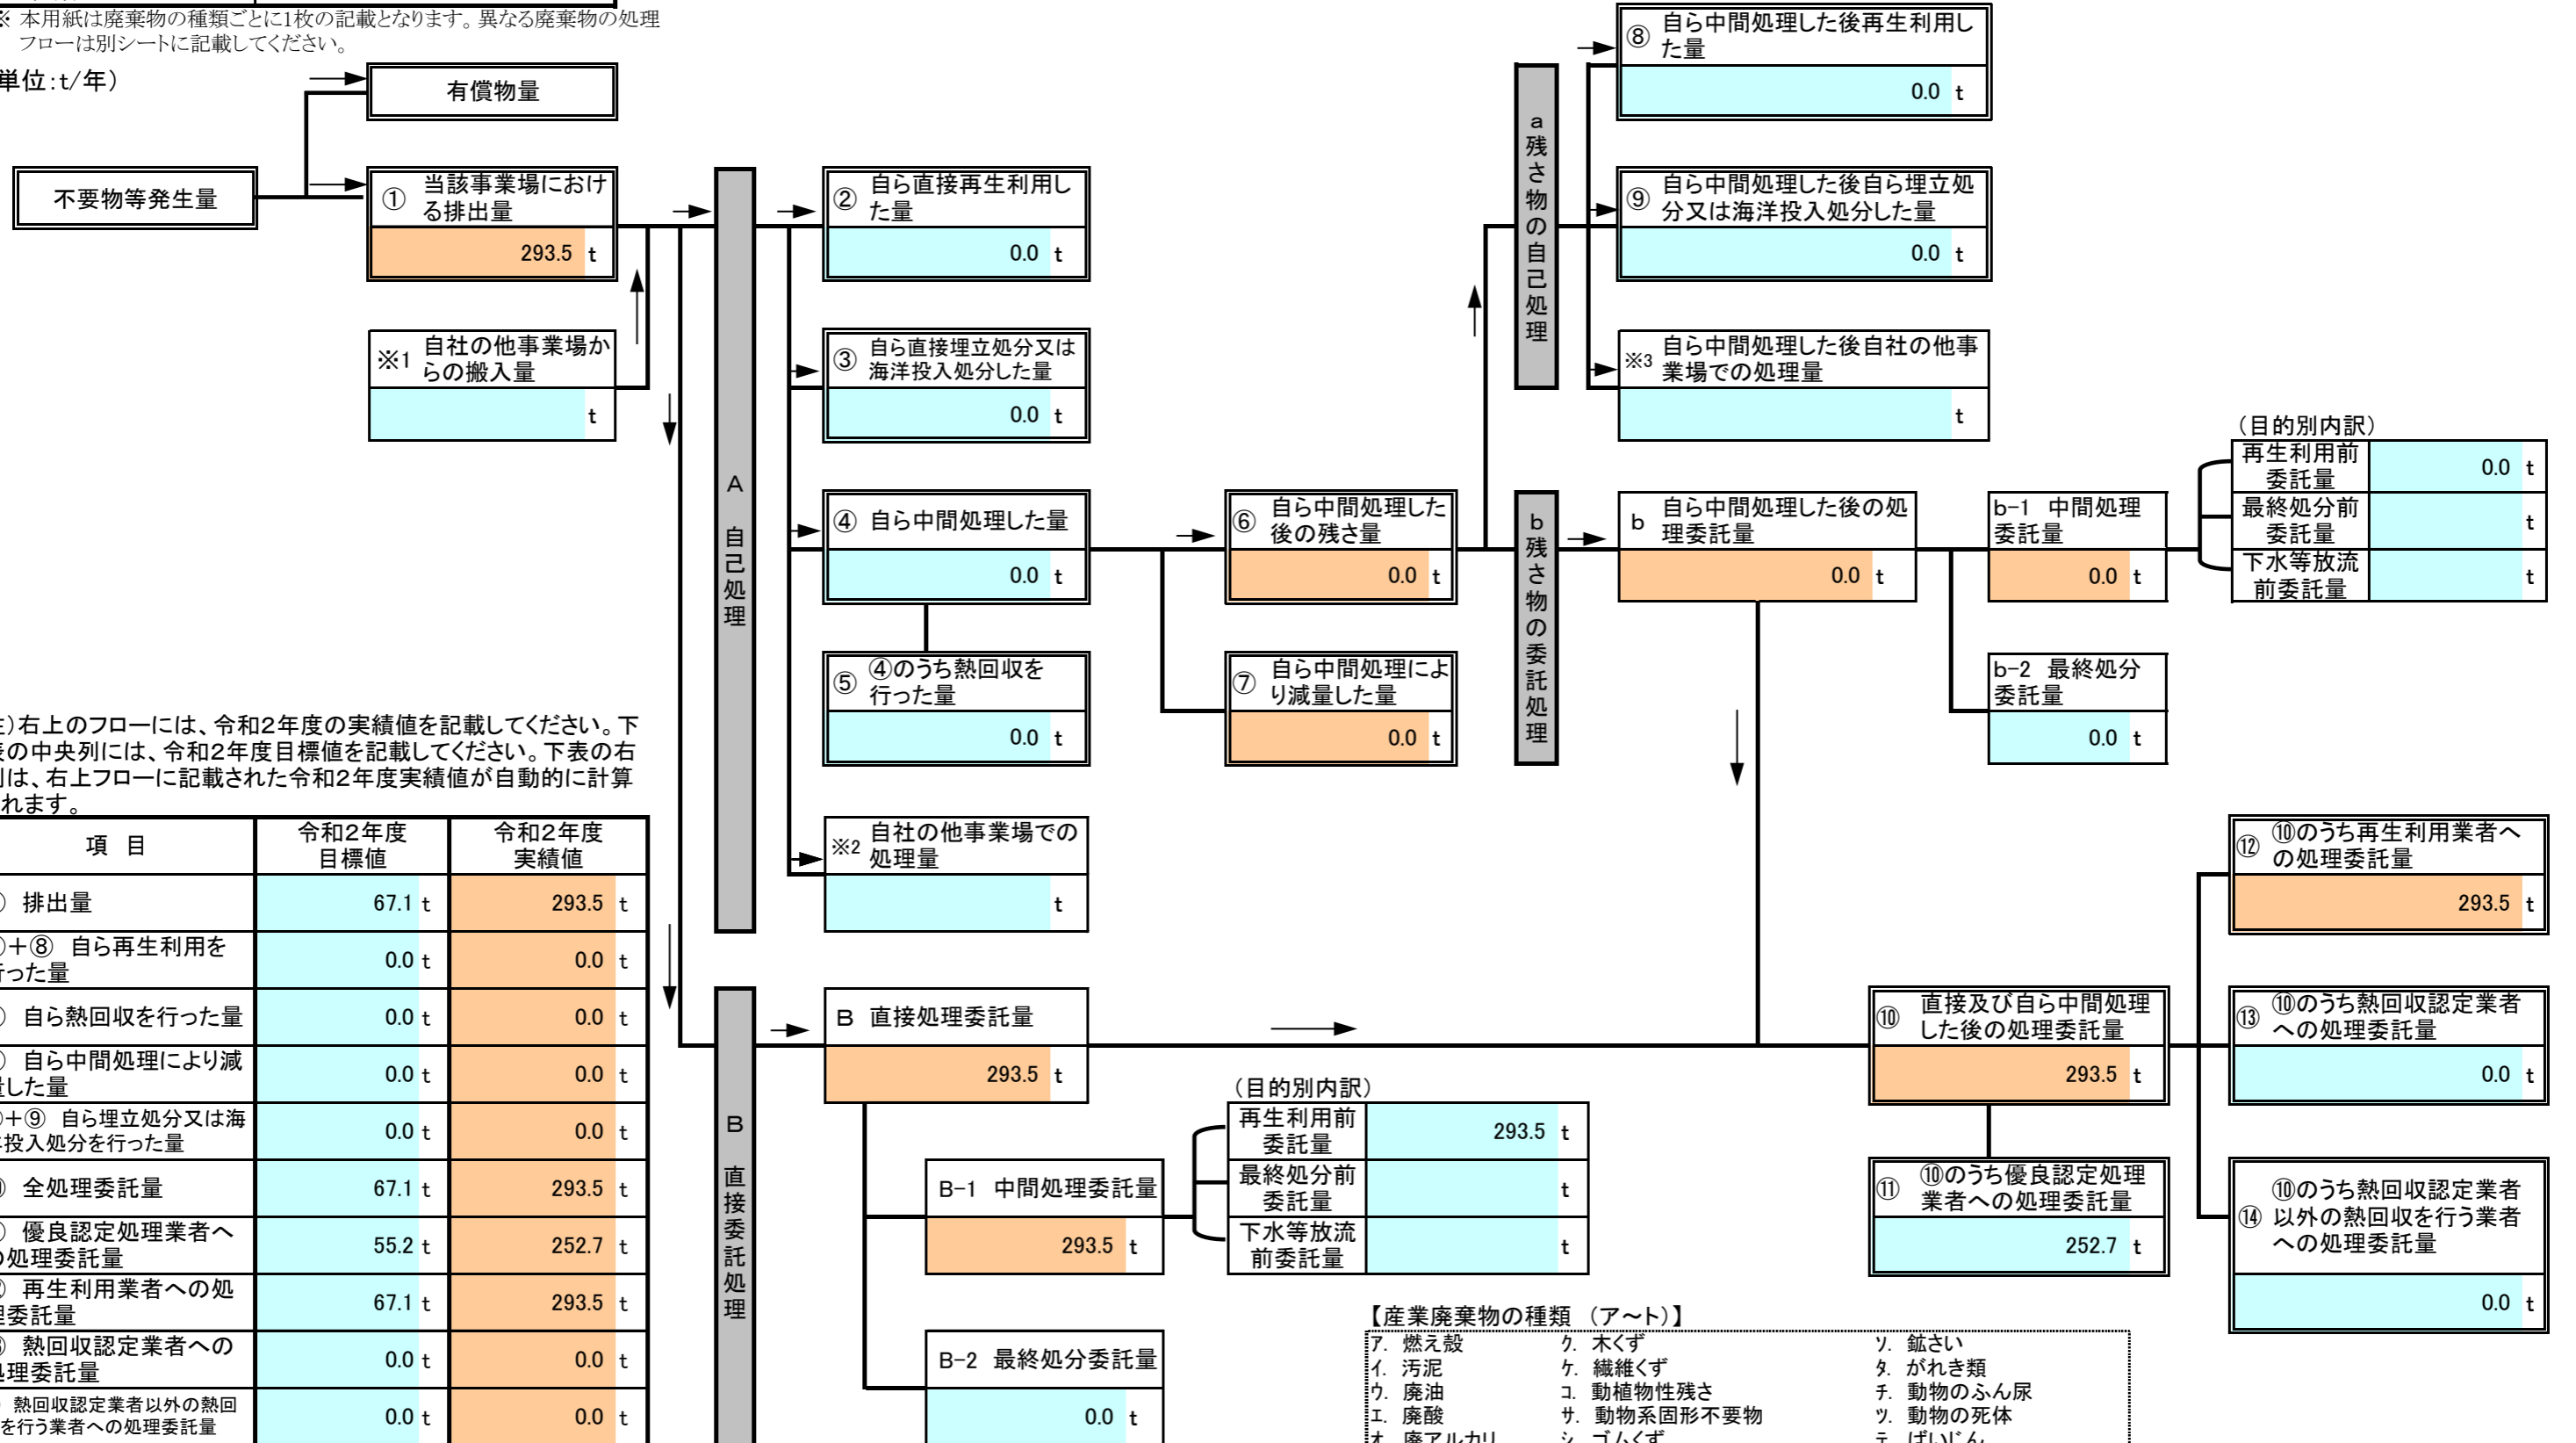 ※ 本用紙は廃棄物の種類ごとに1枚の記載となります。異なる廃棄物の処理
フローは別シートに記載してください。
単位:t/年)
有償物量
不要物等発生量
① 当該事業場におけ
る排出量
293.5 t
※1 自社の他事業場か
らの搬入量
t
A 自己処理
② 自ら直接再生利用し
た量
0.0 t
③ 自ら直接埋立処分又は
海洋投入処分した量
0.0 t
④ 自ら中間処理した量
0.0 t
⑤ ④のうち熱回収を
行った量
0.0 t
※2 自社の他事業場での
処理量
t
⑥ 自ら中間処理した
後の残さ量
0.0 t
⑦ 自ら中間処理によ
り減量した量
0.0 t
a残さ物の自己処理
⑧ 自ら中間処理した後再生利用し
た量
0.0 t
⑨ 自ら中間処理した後自ら埋立処
分又は海洋投入処分した量
0.0 t
※3 自ら中間処理した後自社の他事
業場での処理量
t
b残さ物の委託処理
b 自ら中間処理した後の処
理委託量
0.0 t
b-1 中間処理
委託量
0.0 t
b-2 最終処分
委託量
0.0 t
(目的別内訳)
再生利用前
委託量
0.0 t
最終処分前
委託量
t
下水等放流
前委託量
t
注)右上のフローには、令和2年度の実績値を記載してください。下
表の中央列には、令和2年度目標値を記載してください。下表の右
列は、右上フローに記載された令和2年度実績値が自動的に計算
されます。
項 目 令和2年度
目標値 令和2年度
実績値
排出量 67.1 t 293.5 t
+⑧ 自ら再生利用を
行った量 0.0 t 0.0 t
自ら熱回収を行った量 0.0 t 0.0 t
自ら中間処理により減
量した量 0.0 t 0.0 t
+⑨ 自ら埋立処分又は海
洋投入処分を行った量 0.0 t 0.0 t
全処理委託量 67.1 t 293.5 t
優良認定処理業者へ
の処理委託量 55.2 t 252.7 t
再生利用業者への処
理委託量 67.1 t 293.5 t
熱回収認定業者への
処理委託量 0.0 t 0.0 t
熱回収認定業者以外の熱回
を行う業者への処理委託量 0.0 t 0.0 t
B 直接委託処理
B 直接処理委託量
293.5 t
B-1 中間処理委託量
293.5 t
B-2 最終処分委託量
0.0 t
(目的別内訳)
再生利用前
委託量
293.5 t
最終処分前
委託量
t
下水等放流
前委託量
t
⑩ 直接及び自ら中間処理
した後の処理委託量
293.5 t
⑪ ⑩のうち優良認定処理
業者への処理委託量
252.7 t
⑫ ⑩のうち再生利用業者へ
の処理委託量
293.5 t
⑬ ⑩のうち熱回収認定業者
への処理委託量
0.0 t
⑭ ⑩のうち熱回収認定業者
以外の熱回収を行う業者
への処理委託量
0.0 t
【産業廃棄物の種類 (ア~ト)】
ア. 燃え殻 ク. 木くず ソ. 鉱さい
イ. 汚泥 ケ. 繊維くず タ. がれき類
ウ. 廃油 コ. 動植物性残さ チ. 動物のふん尿
エ. 廃酸 サ. 動物系固形不要物 ツ. 動物の死体
オ. 廃アルカリ シ. ゴムくず テ. ばいじん